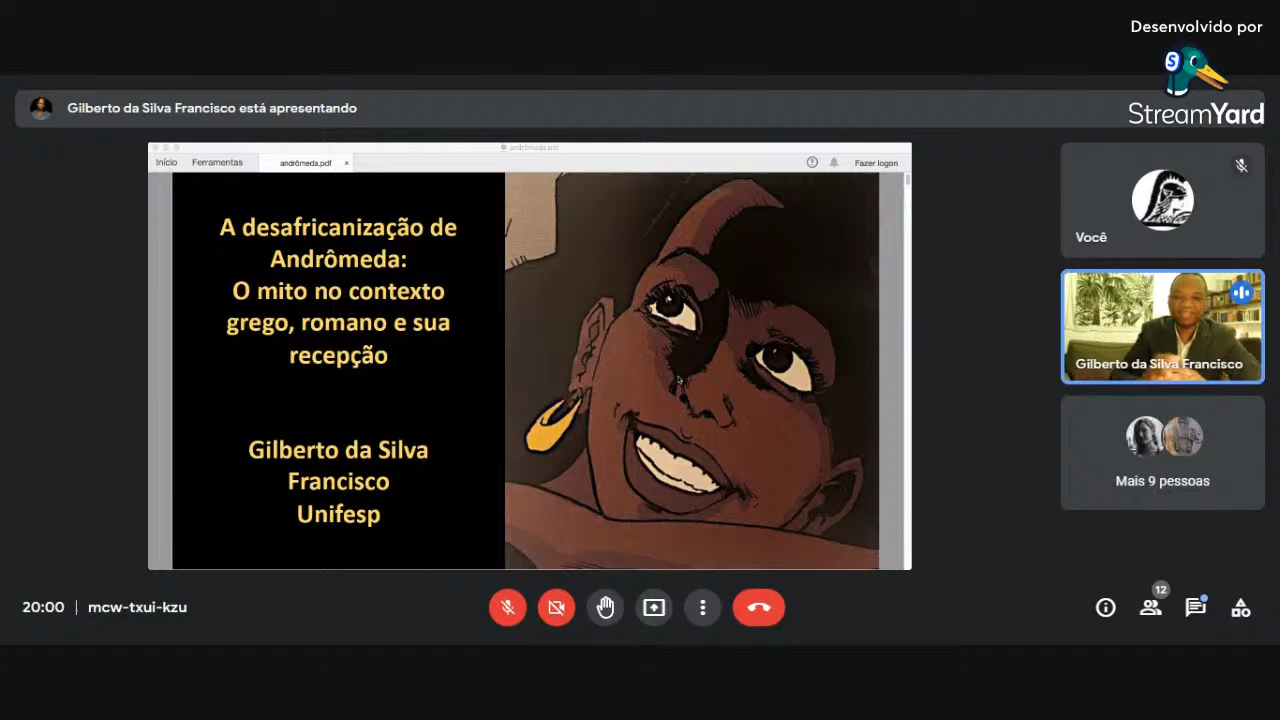 Desenvolvido por
StreamYard
Gilberto da Silva Francisco está apresentando
andrômeda.pdf
Início Ferramentas andrômeda.pdf × Fazer logon
A desafricanização de
Andrômeda:
O mito no contexto
grego, romano e sua
recepção
Gilberto da Silva
Francisco
Unifesp
Você
Gilberto da Silva Francisco
Mais 9 pessoas
20:00 | mcw-txui-kzu
12